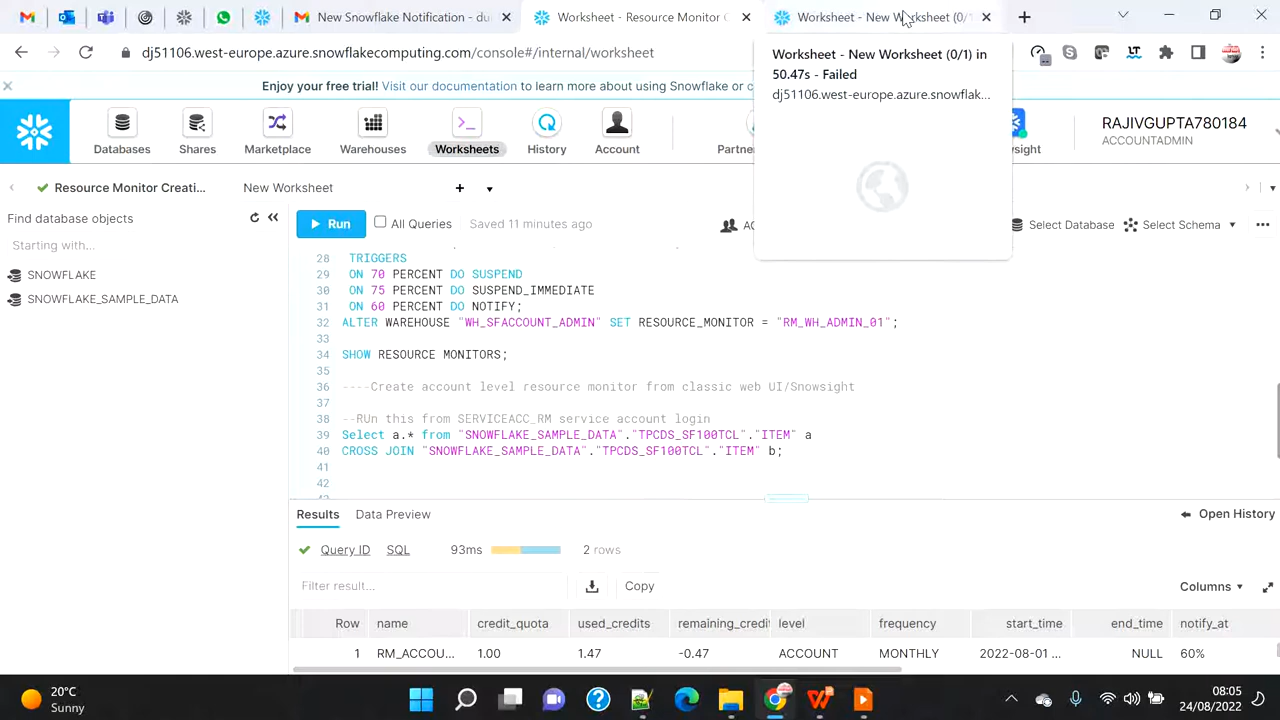 New Snowflake Notification - du
Worksheet - Resource Monitor C
Worksheet - New Worksheet (0/1)
dj51106.west-europe.azure.snowflakecomputing.com/console#/internal/worksheet
Worksheet - New Worksheet (0/1) in
50.47s - Failed
dj51106.west-europe.azure.snowflak...
Enjoy your free trial! Visit our documentation to learn more about using Snowflake or c
Databases
Shares
Marketplace
Warehouses
Worksheets
History
Account
Partne
sight
RAJIVGUPTA780184
ACCOUNTADMIN
Resource Monitor Creati...
New Worksheet
Find database objects
Starting with...
SNOWFLAKE
SNOWFLAKE_SAMPLE_DATA
Run
All Queries
Saved 11 minutes ago
AC
Select Database
Select Schema
28 TRIGGERS
29 ON 70 PERCENT DO SUSPEND
30 ON 75 PERCENT DO SUSPEND_IMMEDIATE
31 ON 60 PERCENT DO NOTIFY;
32 ALTER WAREHOUSE "WH_SFACCOUNT_ADMIN" SET RESOURCE_MONITOR = "RM_WH_ADMIN_01";
33
34 SHOW RESOURCE MONITORS;
35
36 ----Create account level resource monitor from classic web UI/Snowsight
37
38 --RUn this from SERVICEACC_RM service account login
39 Select a.* from "SNOWFLAKE_SAMPLE_DATA"."TPCDS_SF100TCL"."ITEM" a
40 CROSS JOIN "SNOWFLAKE_SAMPLE_DATA"."TPCDS_SF100TCL"."ITEM" b;
41
42
Results
Data Preview
Open History
Query ID
SQL
93ms
2 rows
Filter result...
Copy
Columns
Row name credit_quota used_credits remaining_credi level frequency start_time end_time notify_at
1 RM_ACCOU... 1.00 1.47 -0.47 ACCOUNT MONTHLY 2022-08-01 ... NULL 60%
20°C
Sunny
08:05
24/08/2022